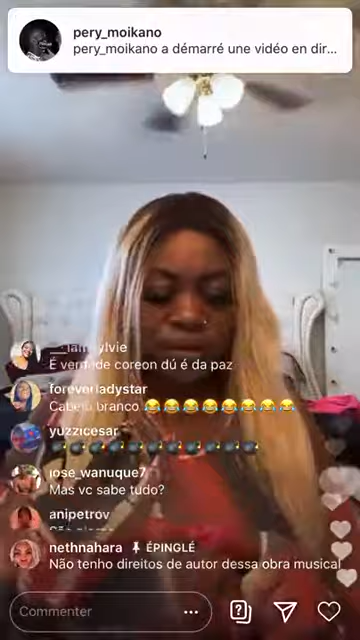 pery_moikano
pery_moikano a démarré une vidéo en dir...
É verdade coreon dú é da paz
foreverladystar
Cabelo branco 😂😂😂😂😂😂😂😂
yuzzicesar
💣💣💣💣💣💣💣💣💣💣
jose_wanuque7
Mas vc sabe tudo?
anipetrov
nethnahara 📌 ÉPINGLÉ
Não tenho direitos de autor dessa obra musical
Commenter